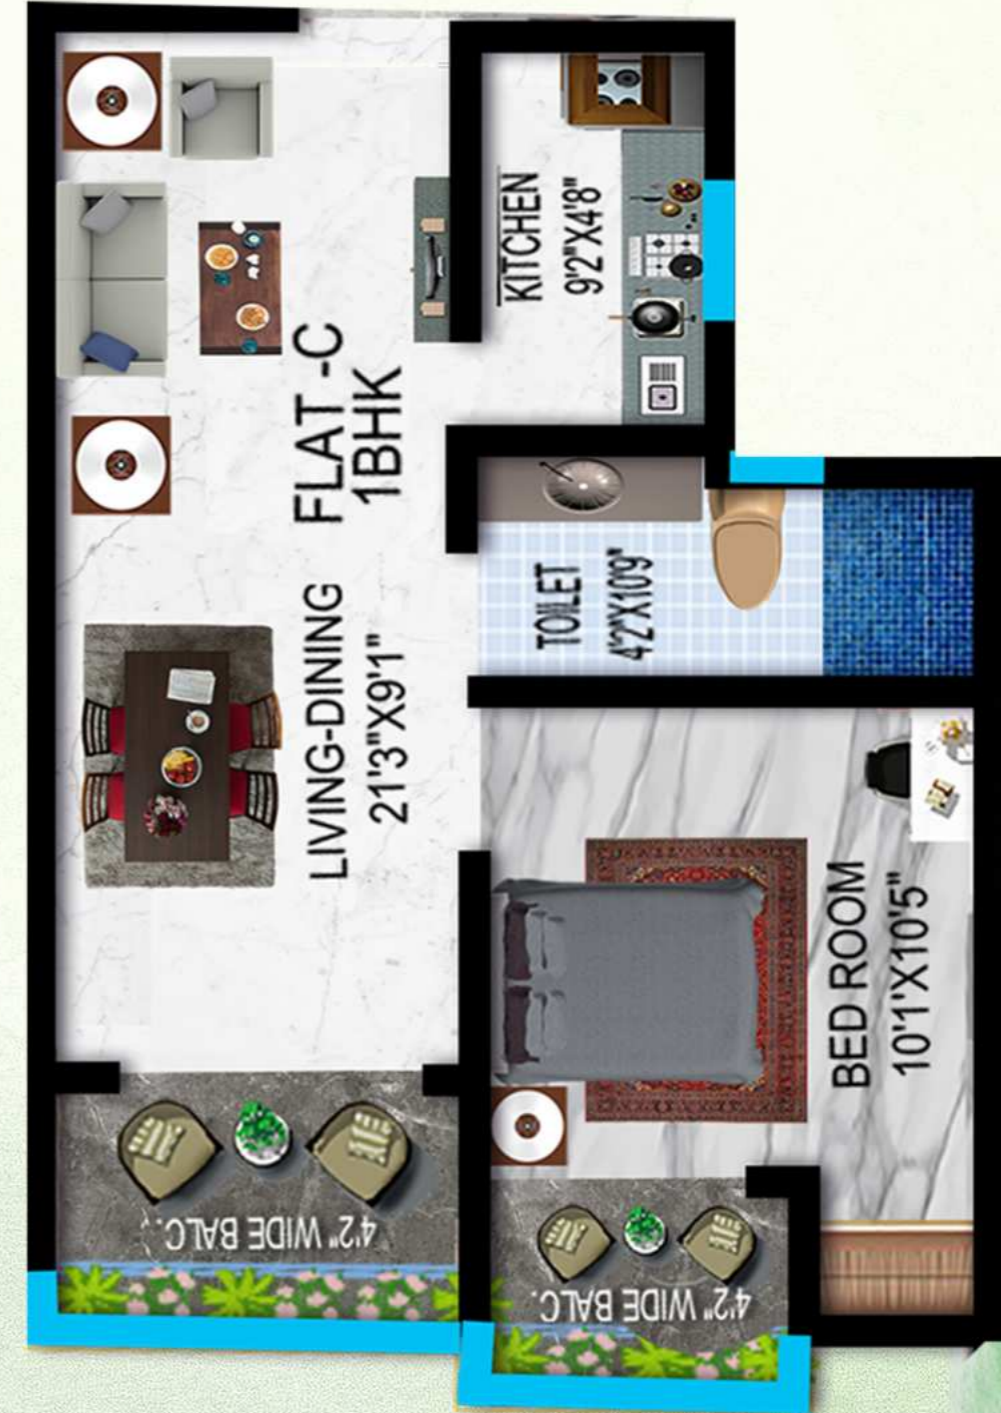 KITCHEN
9'2"X4'8"
FLAT -C
1BHK
TOILET
4'2"X10'9"
LIVING-DINING
21'3"X9'1"
BED ROOM
10'1'X10'5"
4'2" WIDE BALC.
4'2" WIDE BALC.